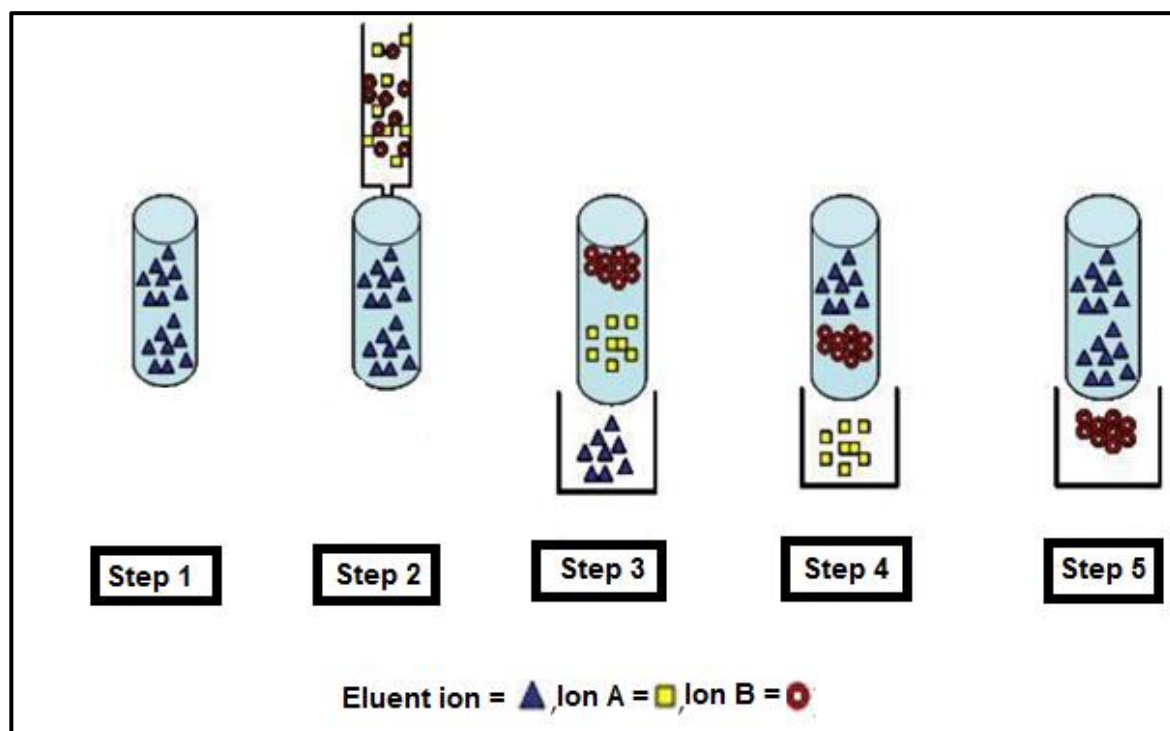 Step 1
Step 2
Step 3
Step 4
Step 5
Eluent ion = ,Ion A = ,Ion B =